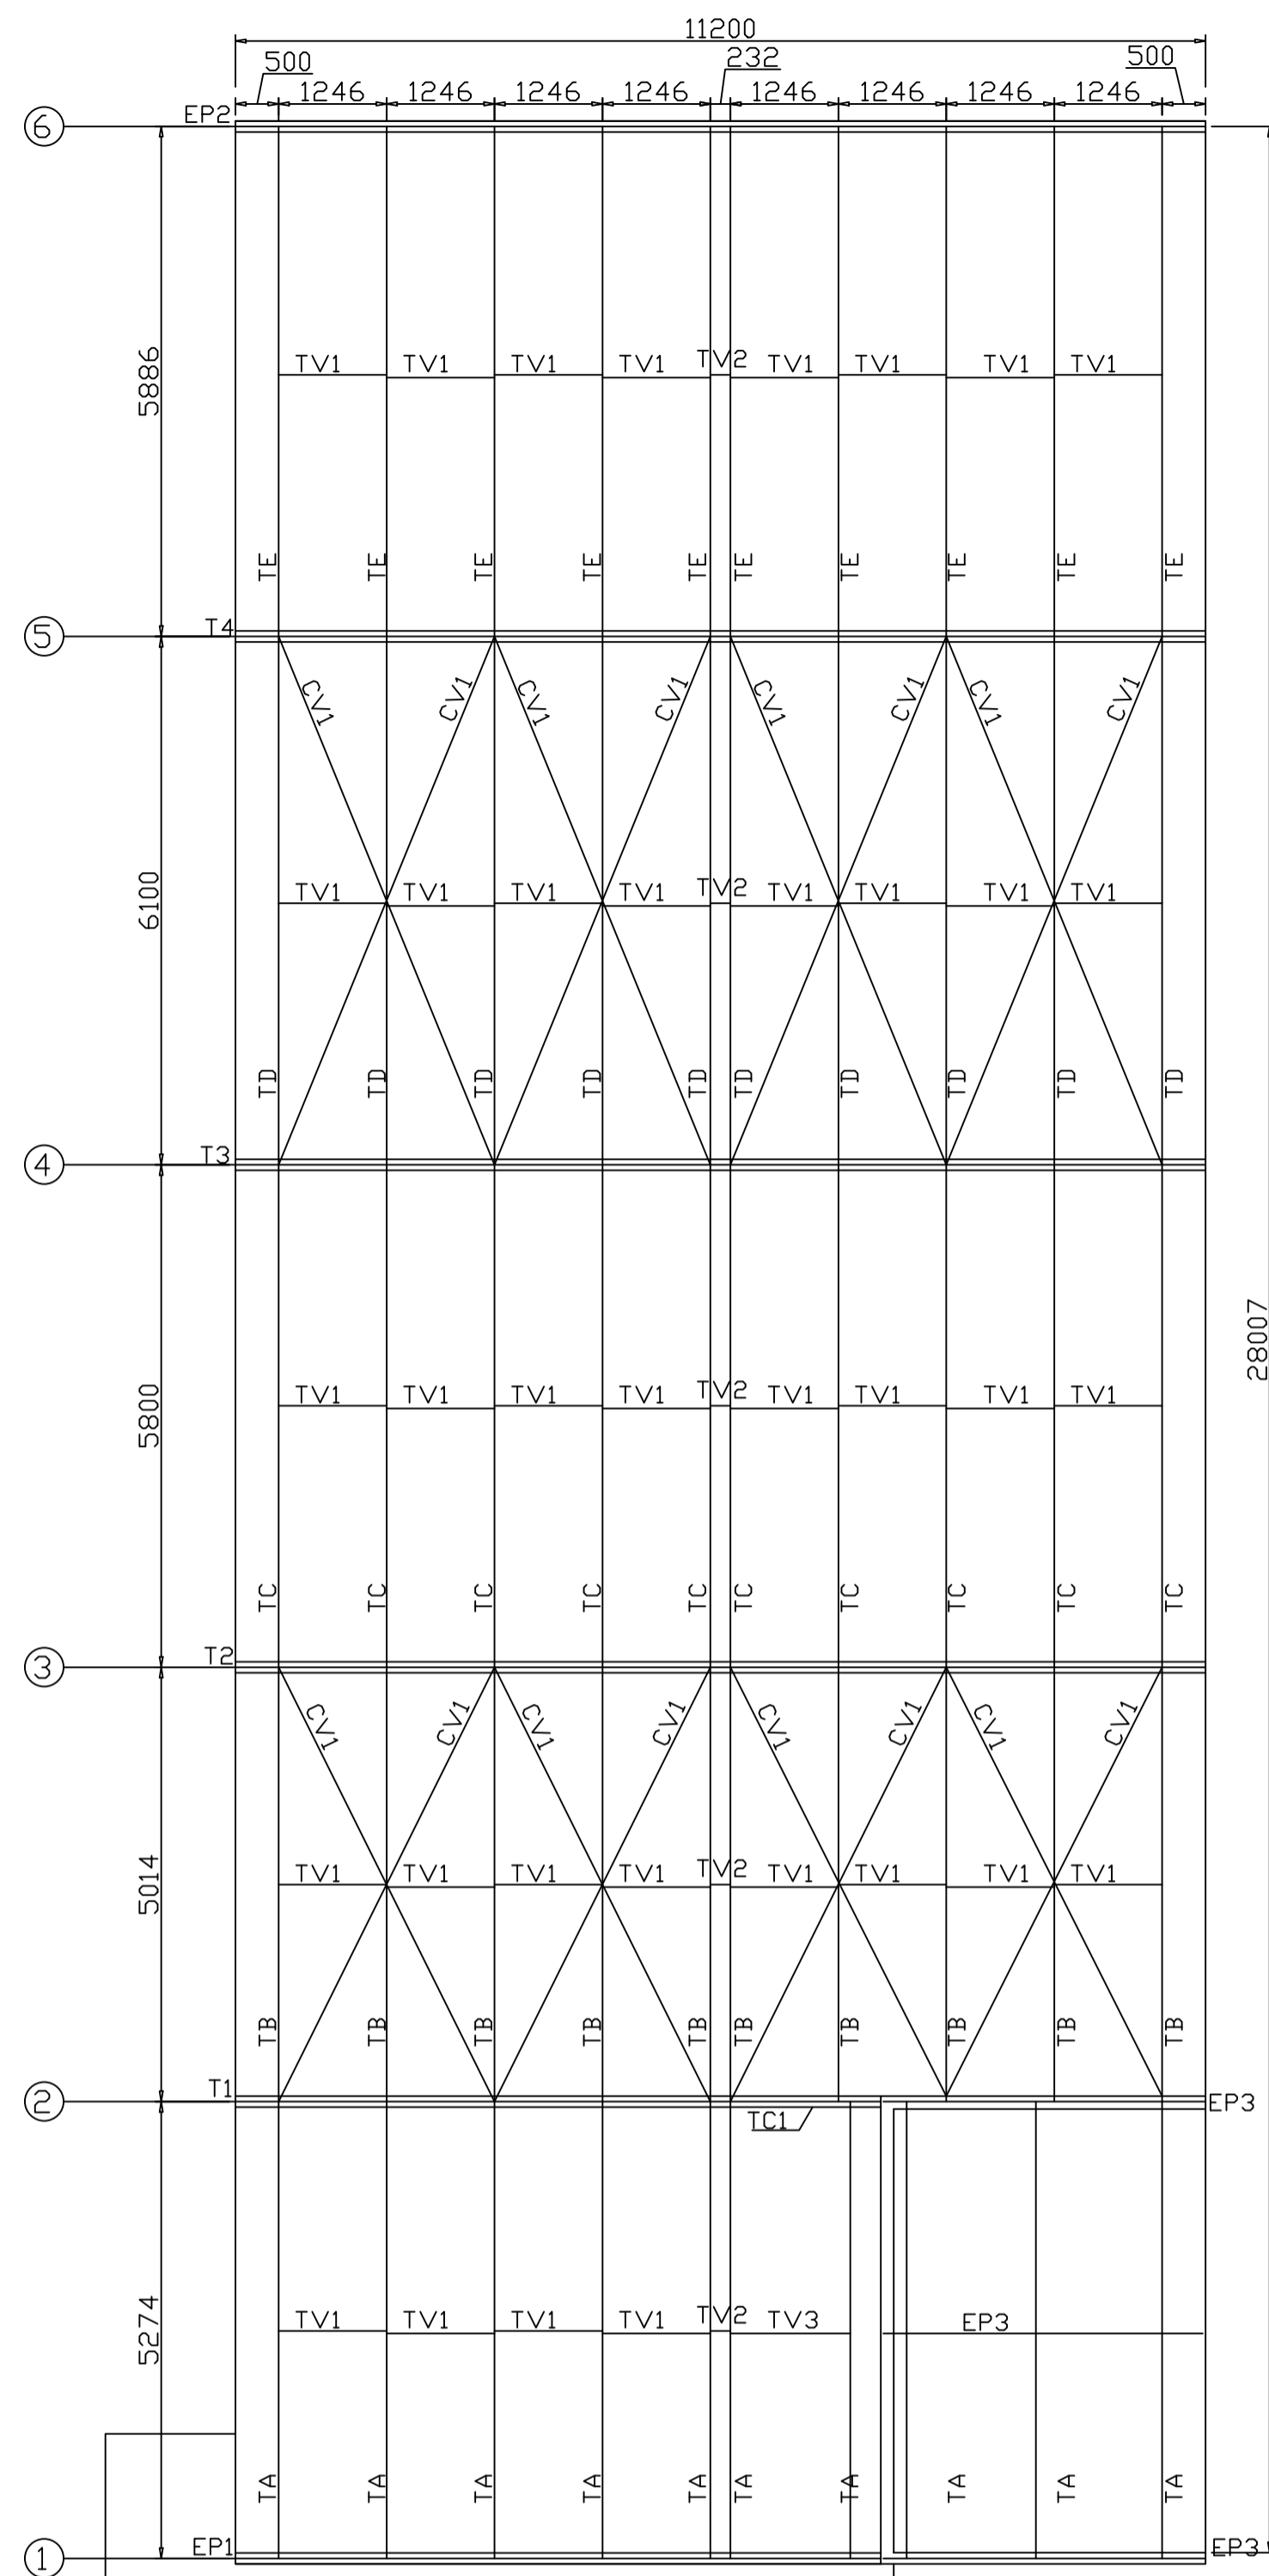 11200
500 232 500
1246 1246 1246 1246 1246 1246 1246 1246
6 EP2
5886
TV1 TV1 TV1 TV1 TV2 TV1 TV1 TV1 TV1
TE TE TE TE TE TE TE TE TE TE
5 T4
CV1 CV1 CV1 CV1 CV1 CV1 CV1 CV1
6100
TV1 TV1 TV1 TV1 TV2 TV1 TV1 TV1 TV1
TD TD TD TD TD TD TD TD TD TD
4 T3
28007
5800
TV1 TV1 TV1 TV1 TV2 TV1 TV1 TV1 TV1
TC TC TC TC TC TC TC TC TC TC
3 T2
CV1 CV1 CV1 CV1 CV1 CV1 CV1 CV1
5014
TV1 TV1 TV1 TV1 TV2 TV1 TV1 TV1 TV1
TB TB TB TB TB TB TB TB TB TB
2 T1 EP3
TC1
5274
TV1 TV1 TV1 TV1 TV2 TV3 EP3
TA TA TA TA TA TA TA TA TA TA
1 EP1 EP3